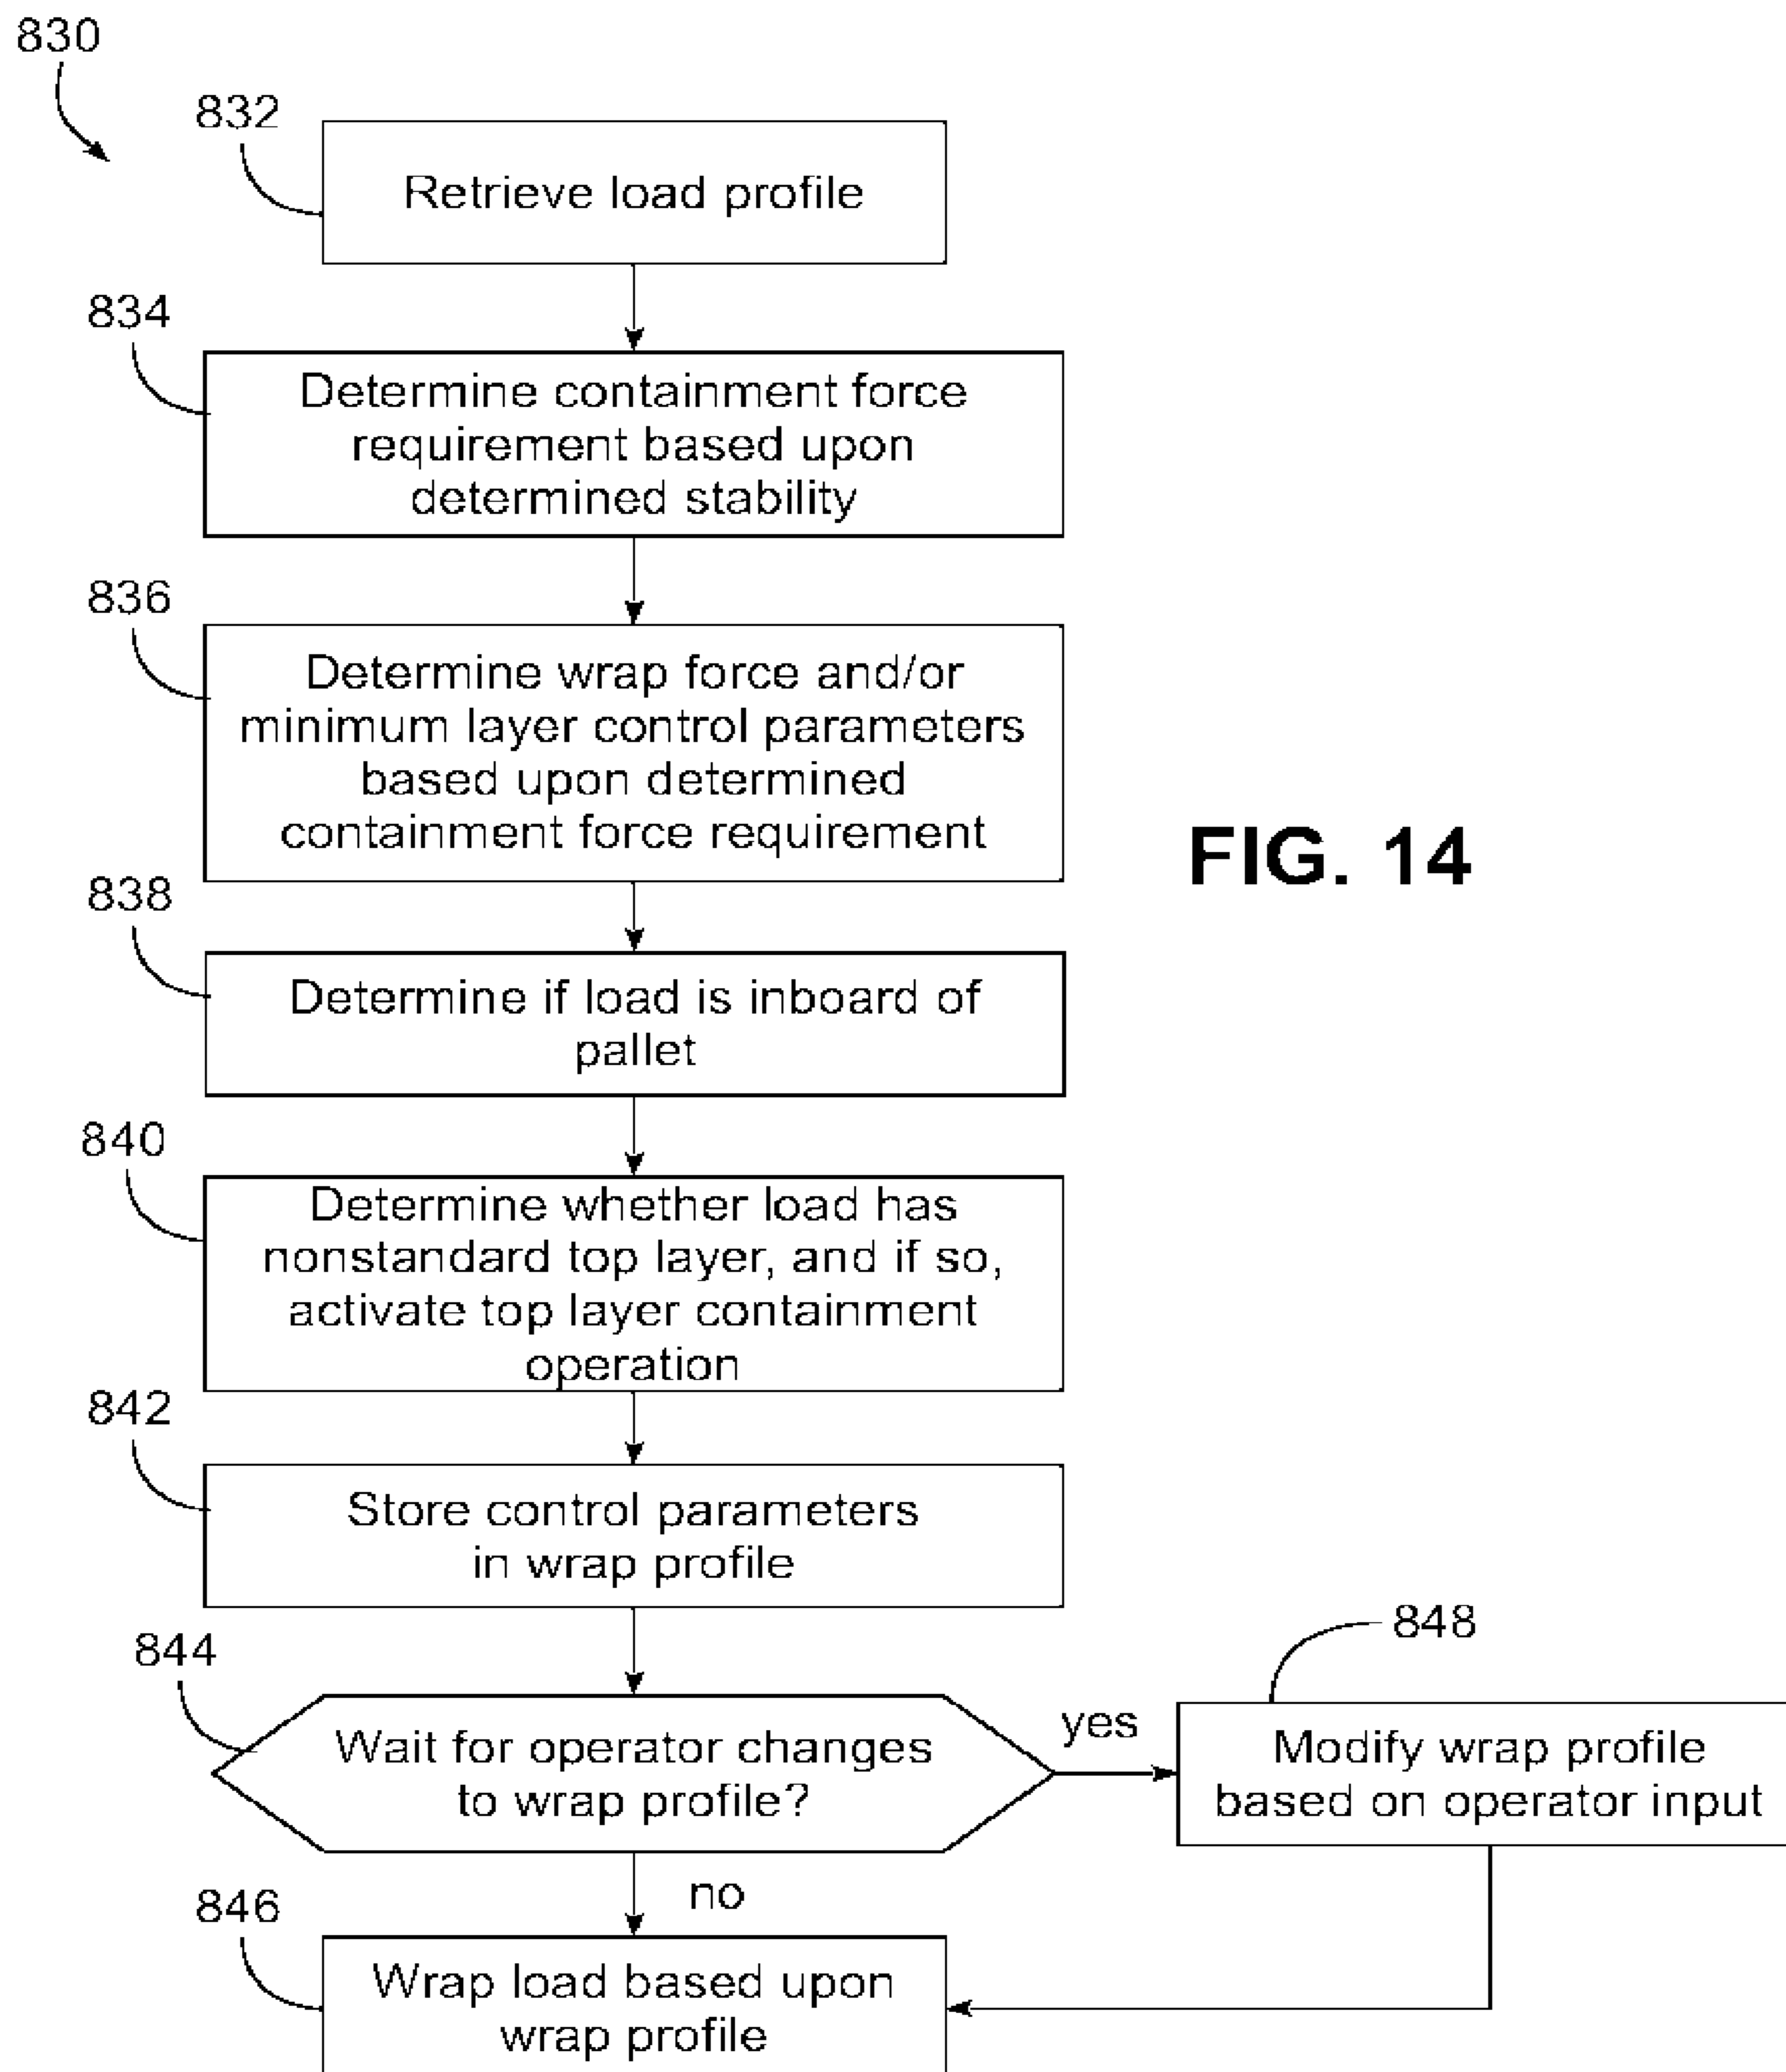 830
832
Retrieve load profile
834
Determine containment force
requirement based upon
determined stability
836
Determine wrap force and/or
minimum layer control parameters
based upon determined
containment force requirement
FIG. 14
838
Determine if load is inboard of
pallet
840
Determine whether load has
nonstandard top layer, and if so,
activate top layer containment
operation
842
Store control parameters
in wrap profile
844
Wait for operator changes
to wrap profile?
yes
848
Modify wrap profile
based on operator input
no
846
Wrap load based upon
wrap profile